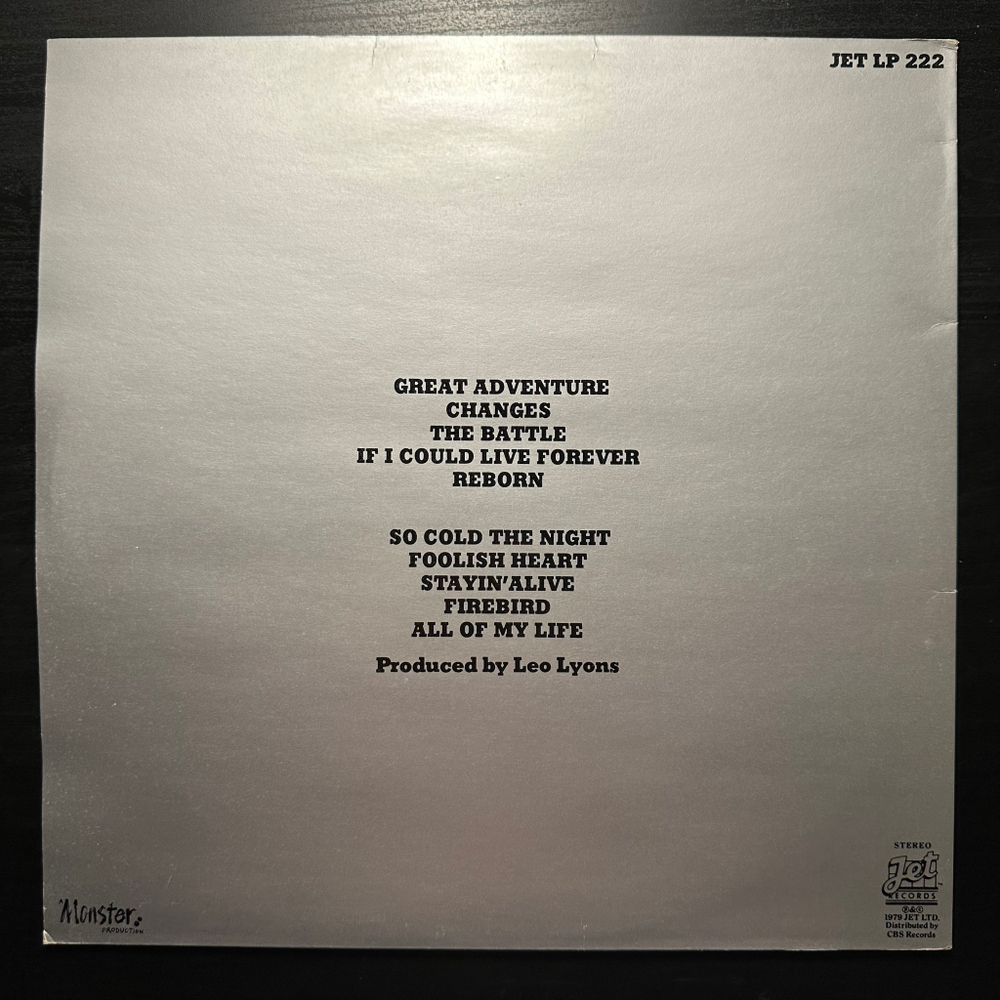 JET LP 222
GREAT ADVENTURE
CHANGES
THE BATTLE
IF I COULD LIVE FOREVER
REBORN
SO COLD THE NIGHT
FOOLISH HEART
STAYIN'ALIVE
FIREBIRD
ALL OF MY LIFE
Produced by Leo Lyons
Monster
PRODUCTION
STEREO
Jet
RECORDS
℗&©
1979 JET LTD.
Distributed by
CBS Records